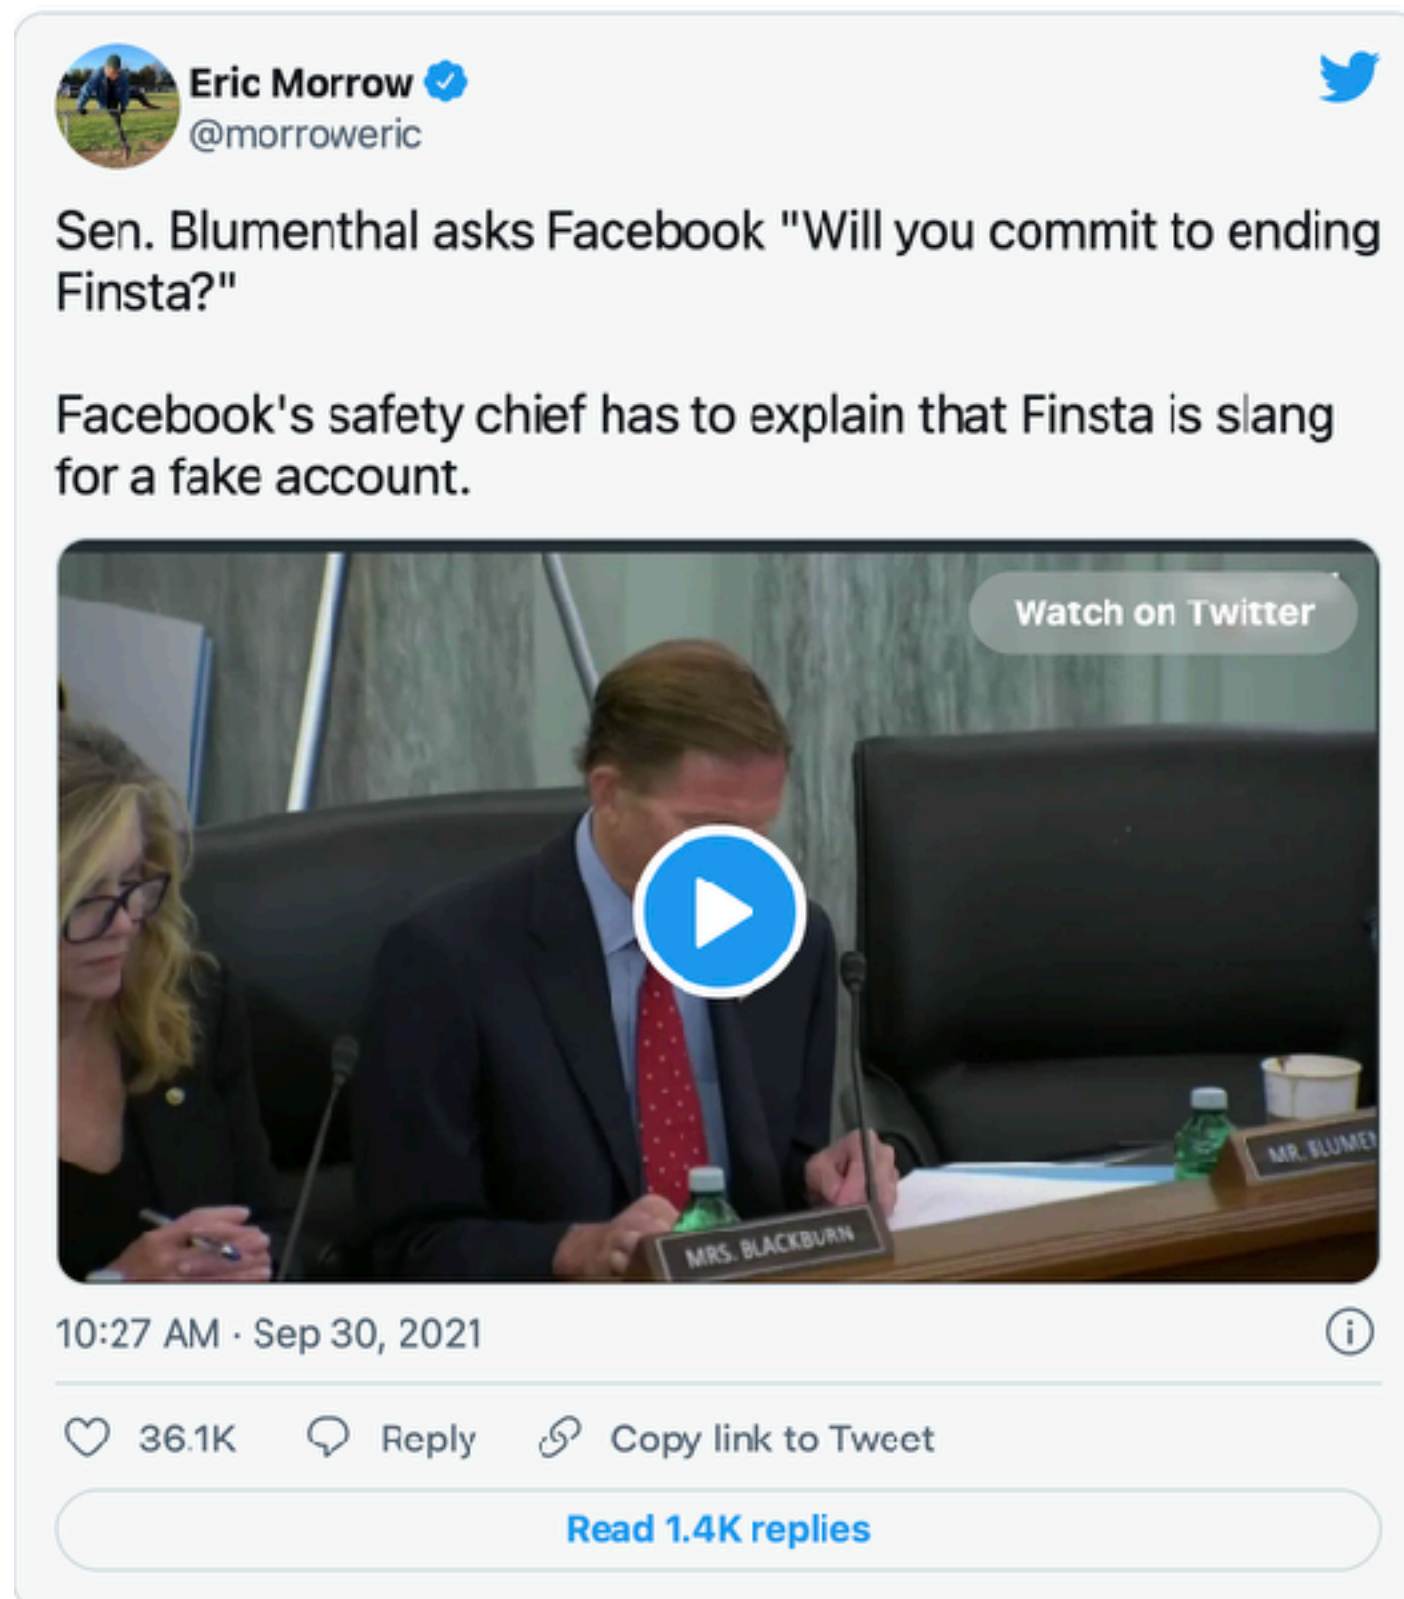 Eric Morrow
@morroweric
Sen. Blumenthal asks Facebook "Will you commit to ending
Finsta?"
Facebook's safety chief has to explain that Finsta is slang
for a fake account.
Watch on Twitter
MRS. BLACKBURN
MR. BLUMEN
10:27 AM · Sep 30, 2021
36.1K Reply Copy link to Tweet
Read 1.4K replies